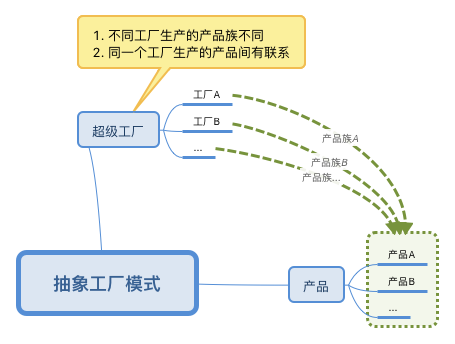 1. 不同工厂生产的产品族不同
2. 同一个工厂生产的产品间有联系
工厂A
超级工厂
工厂B
...
产品族A
产品族B
产品族...
抽象工厂模式
产品
产品A
产品B
...